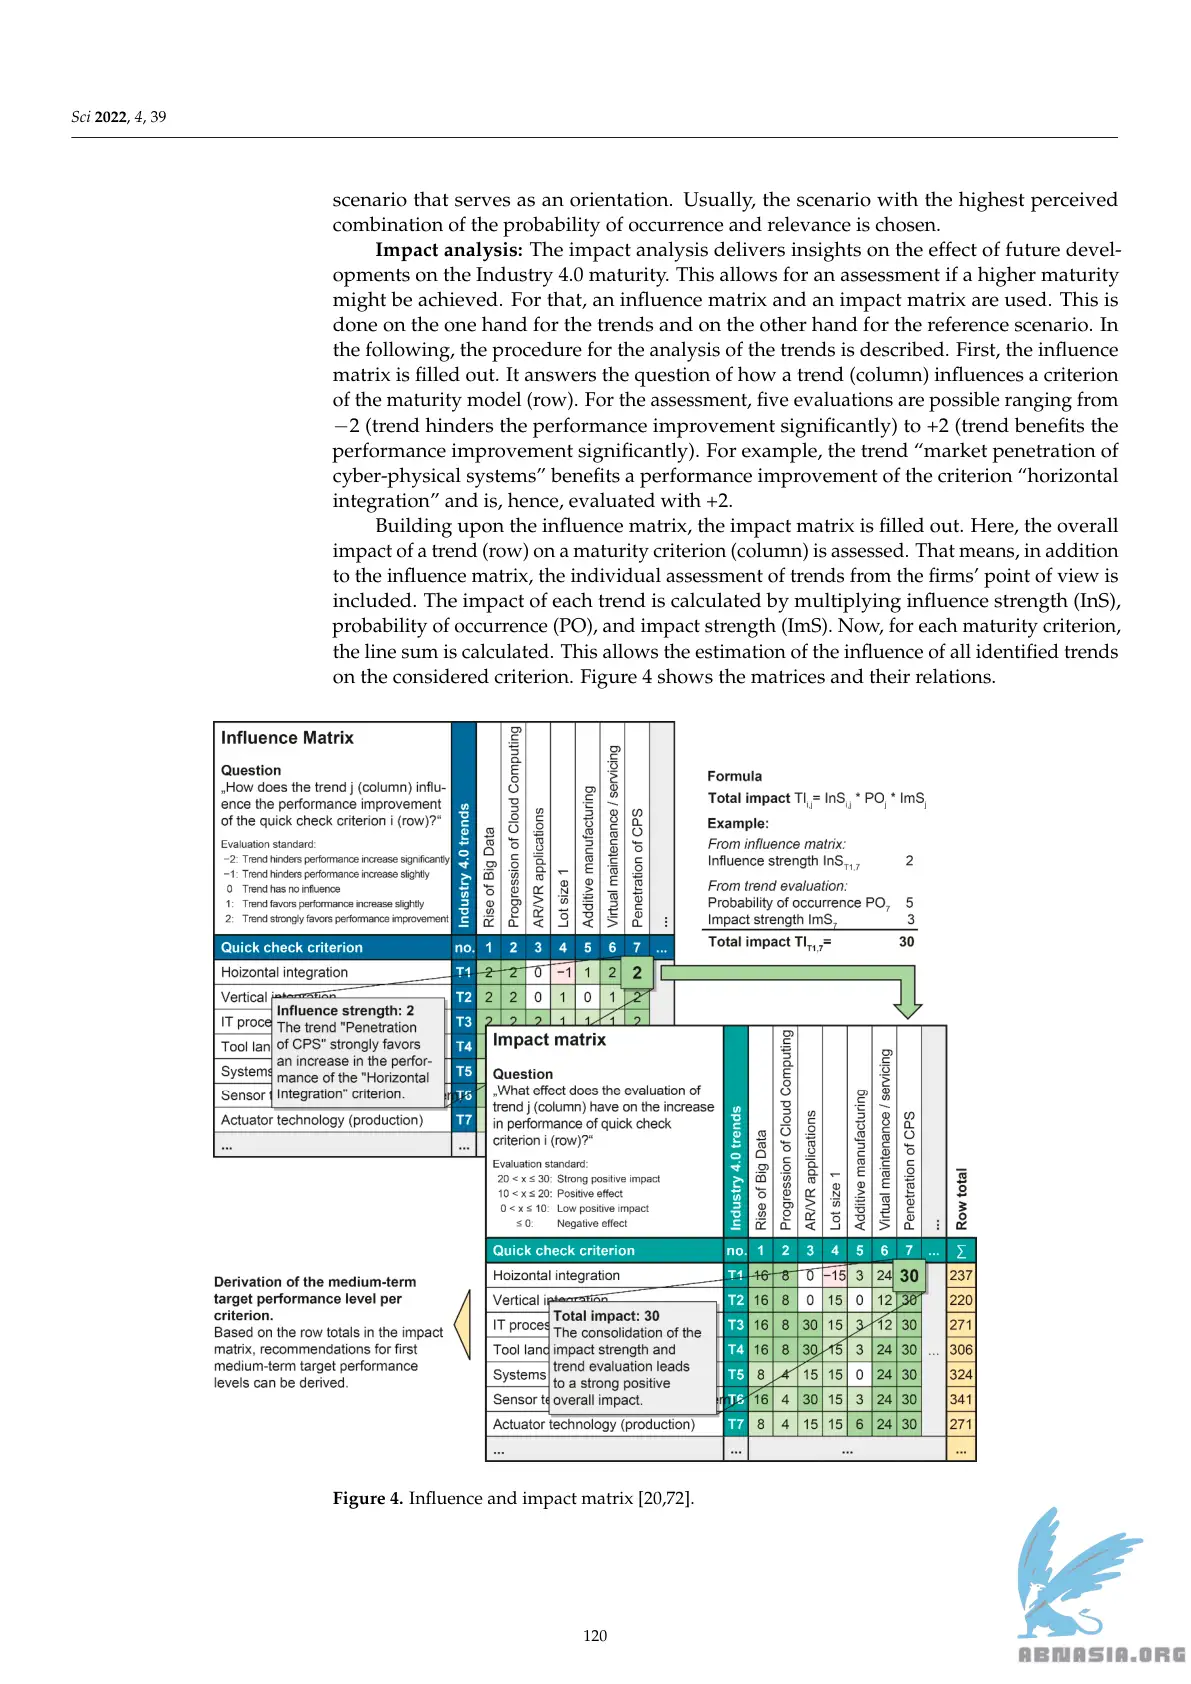 Sci 2022, 4, 39
scenario that serves as an orientation. Usually, the scenario with the highest perceived
combination of the probability of occurrence and relevance is chosen.
Impact analysis: The impact analysis delivers insights on the effect of future devel-
opments on the Industry 4.0 maturity. This allows for an assessment if a higher maturity
might be achieved. For that, an influence matrix and an impact matrix are used. This is
done on the one hand for the trends and on the other hand for the reference scenario. In
the following, the procedure for the analysis of the trends is described. First, the influence
matrix is filled out. It answers the question of how a trend (column) influences a criterion
of the maturity model (row). For the assessment, five evaluations are possible ranging from
−2 (trend hinders the performance improvement significantly) to +2 (trend benefits the
performance improvement significantly). For example, the trend “market penetration of
cyber-physical systems” benefits a performance improvement of the criterion “horizontal
integration” and is, hence, evaluated with +2.
Building upon the influence matrix, the impact matrix is filled out. Here, the overall
impact of a trend (row) on a maturity criterion (column) is assessed. That means, in addition
to the influence matrix, the individual assessment of trends from the firms’ point of view is
included. The impact of each trend is calculated by multiplying influence strength (InS),
probability of occurrence (PO), and impact strength (ImS). Now, for each maturity criterion,
the line sum is calculated. This allows the estimation of the influence of all identified trends
on the considered criterion. Figure 4 shows the matrices and their relations.
Influence Matrix
Question
„How does the trend j (column) influ-
ence the performance improvement
of the quick check criterion i (row)?“
Evaluation standard:
−2: Trend hinders performance increase significantly
−1: Trend hinders performance increase slightly
0 Trend has no influence
1: Trend favors performance increase slightly
2: Trend strongly favors performance improvement
Industry 4.0 trends
Rise of Big Data
Progression of Cloud Computing
AR/VR applications
Lot size 1
Additive manufacturing
Virtual maintenance / servicing
Penetration of CPS
...
Quick check criterion no. 1 2 3 4 5 6 7 ...
Hoizontal integration T1 2 2 0 −1 1 2 2
Vertical integration T2 2 2 0 1 0 1 2
IT proce T3 2 2 2 1 1 1 2
Tool lan T4
Systems T5
Sensor t T6
Actuator technology (production) T7
... ...
Influence strength: 2
The trend "Penetration
of CPS" strongly favors
an increase in the perfor-
mance of the "Horizontal
Integration" criterion.
Formula
Total impact TIi,j= InSi,j * POj * ImSj
Example:
From influence matrix:
Influence strength InST1,7 2
From trend evaluation:
Probability of occurrence PO7 5
Impact strength ImS7 3
Total impact TIT1,7= 30
Impact matrix
Question
„What effect does the evaluation of
trend j (column) have on the increase
in performance of quick check
criterion i (row)?“
Evaluation standard:
20 < x ≤ 30: Strong positive impact
10 < x ≤ 20: Positive effect
0 < x ≤ 10: Low positive impact
≤ 0: Negative effect
Industry 4.0 trends
Rise of Big Data
Progression of Cloud Computing
AR/VR applications
Lot size 1
Additive manufacturing
Virtual maintenance / servicing
Penetration of CPS
...
Row total
Quick check criterion no. 1 2 3 4 5 6 7 ... ∑
Hoizontal integration T1 16 8 0 −15 3 24 30 237
Vertical integration T2 16 8 0 15 0 12 30 220
IT proces T3 16 8 30 15 3 12 30 271
Tool land T4 16 8 30 15 3 24 30 ... 306
Systems T5 8 4 15 15 0 24 30 324
Sensor te T6 16 4 30 15 3 24 30 341
Actuator technology (production) T7 8 4 15 15 6 24 30 271
... ... ... ...
Total impact: 30
The consolidation of the
impact strength and
trend evaluation leads
to a strong positive
overall impact.
Derivation of the medium-term
target performance level per
criterion.
Based on the row totals in the impact
matrix, recommendations for first
medium-term target performance
levels can be derived.
Figure 4. Influence and impact matrix [20,72].
120
ABNASIA.ORG